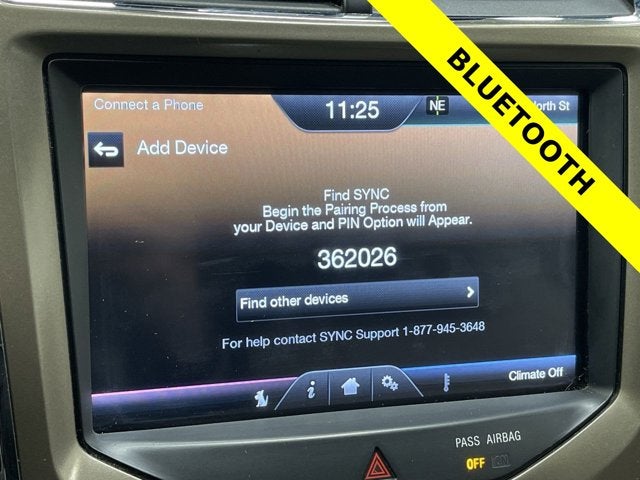 BLUETOOTH
Connect a Phone
11:25
NE
North St
Add Device
Find SYNC
Begin the Pairing Process from
your Device and PIN Option will Appear.
362026
Find other devices
For help contact SYNC Support 1-877-945-3648
Climate Off
PASS AIRBAG
OFF